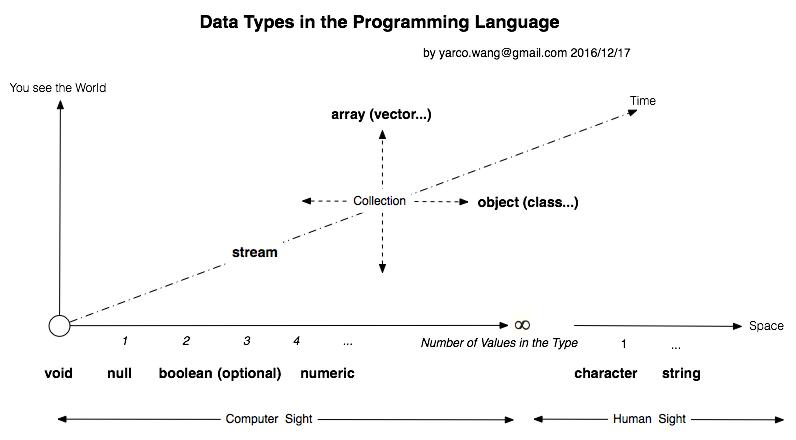 Data Types in the Programming Language
by yarco.wang@gmail.com 2016/12/17
You see the World
Time
array (vector...)
Collection
object (class...)
stream
∞
Space
1 2 3 4 ... Number of Values in the Type 1 ...
void null boolean (optional) numeric character string
Computer Sight Human Sight